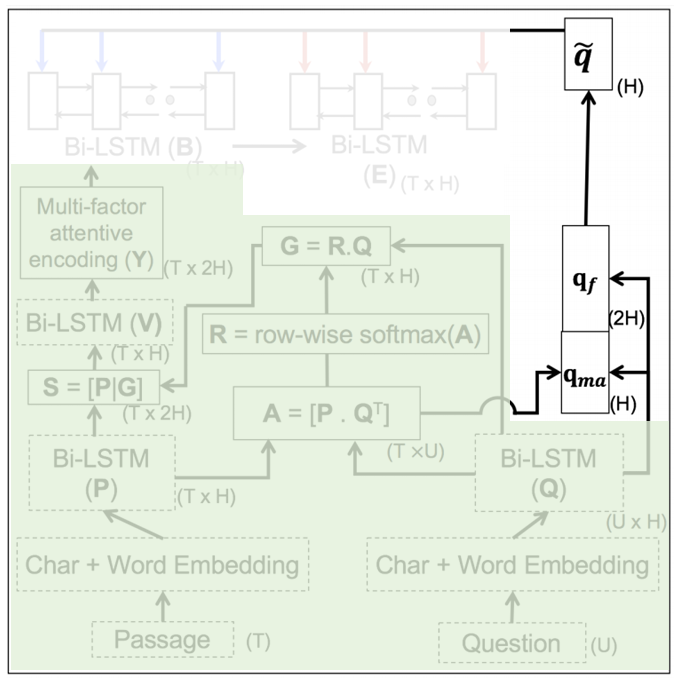 q̃
(H)
Bi-LSTM (B)
(T x H)
Bi-LSTM
(E)
(T x H)
Multi-factor
attentive
encoding (Y)
(T x 2H)
G = R.Q
(T x H)
q_f
(2H)
Bi-LSTM (V)
(T x H)
R = row-wise softmax(A)
q_ma
(H)
S = [P|G]
(T x 2H)
A = [P . Qᵀ]
(T ×U)
Bi-LSTM
(P)
(T x H)
Bi-LSTM
(Q)
(U x H)
Char + Word Embedding
Char + Word Embedding
Passage
(T)
Question
(U)